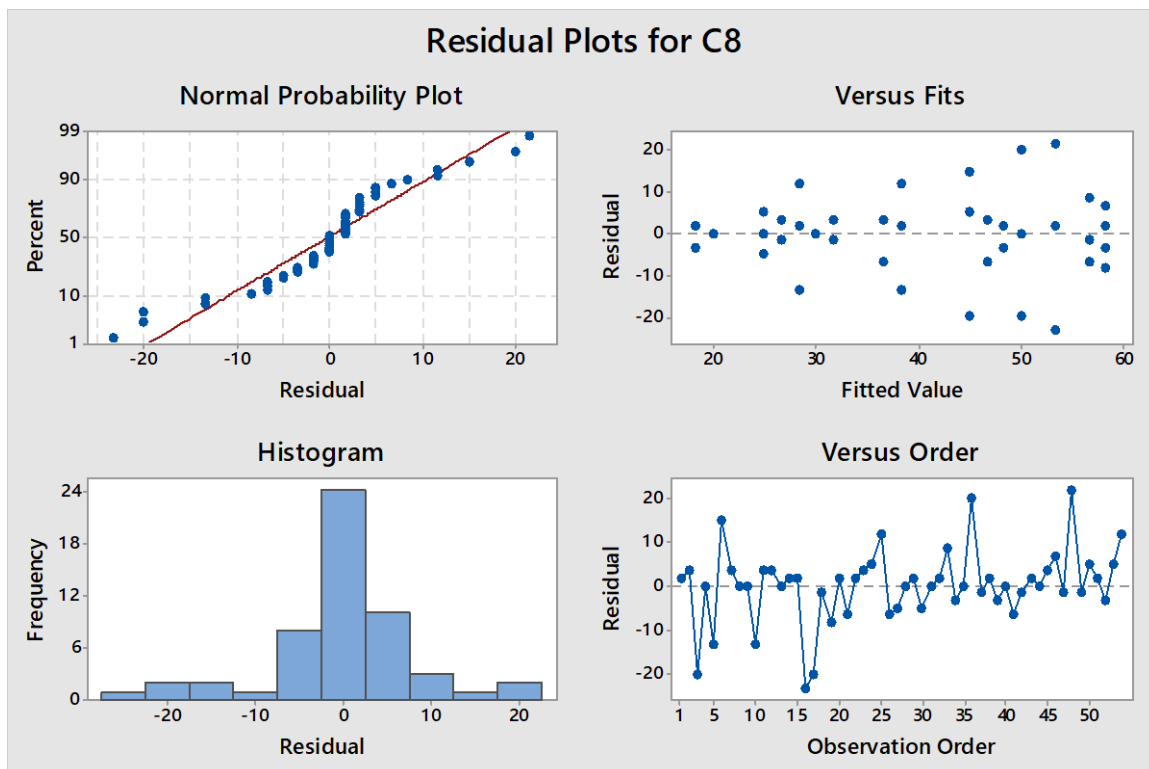 Residual Plots for C8
Normal Probability Plot
99
90
50
10
1
Percent
-20 -10 0 10 20
Residual
Versus Fits
20
10
0
-10
-20
Residual
20 30 40 50 60
Fitted Value
Histogram
24
18
12
6
0
Frequency
-20 -10 0 10 20
Residual
Versus Order
20
10
0
-10
-20
Residual
1 5 10 15 20 25 30 35 40 45 50
Observation Order